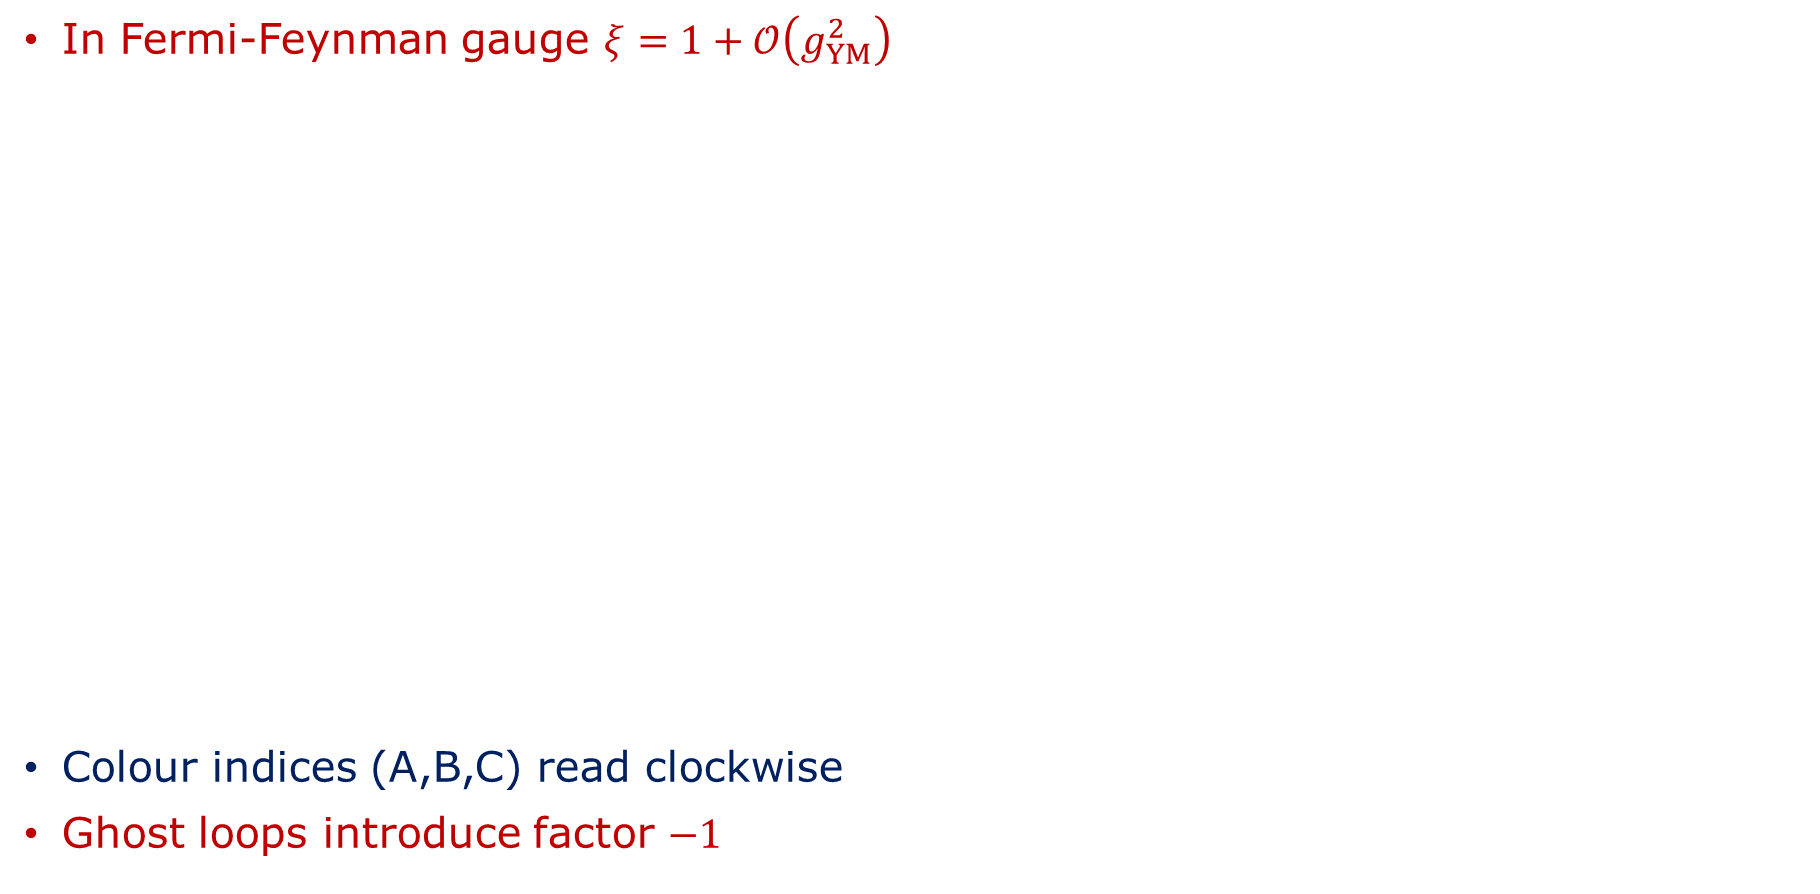 • In Fermi-Feynman gauge ξ = 1 + 𝒪(g²_YM)
• Colour indices (A,B,C) read clockwise
• Ghost loops introduce factor −1